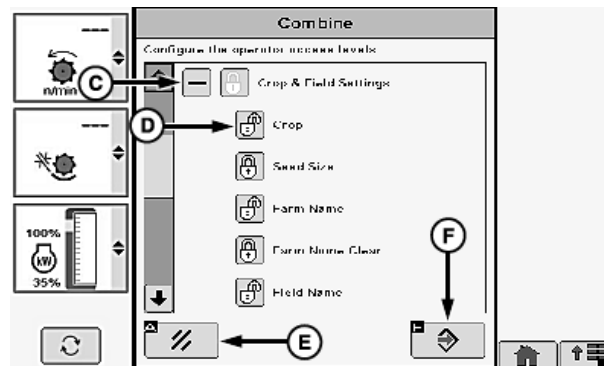 Combine
Configure the operator access levels
---
n/min
C
Crop & Field Settings
---
D
Crop
Seed Size
Farm Name
100%
kW
35%
F
Farm Name Clear
Field Name
E